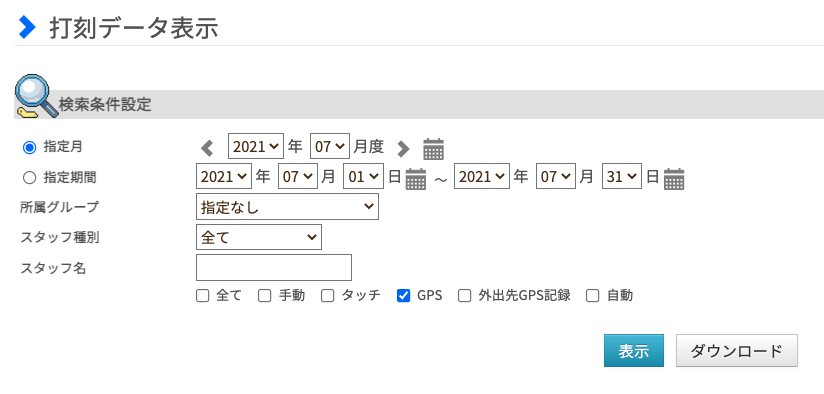 打刻データ表示
検索条件設定
指定月 2021 年 07 月度
指定期間 2021 年 07 月 01 日 ～ 2021 年 07 月 31 日
所属グループ 指定なし
スタッフ種別 全て
スタッフ名
全て 手動 タッチ GPS 外出先GPS記録 自動
表示 ダウンロード